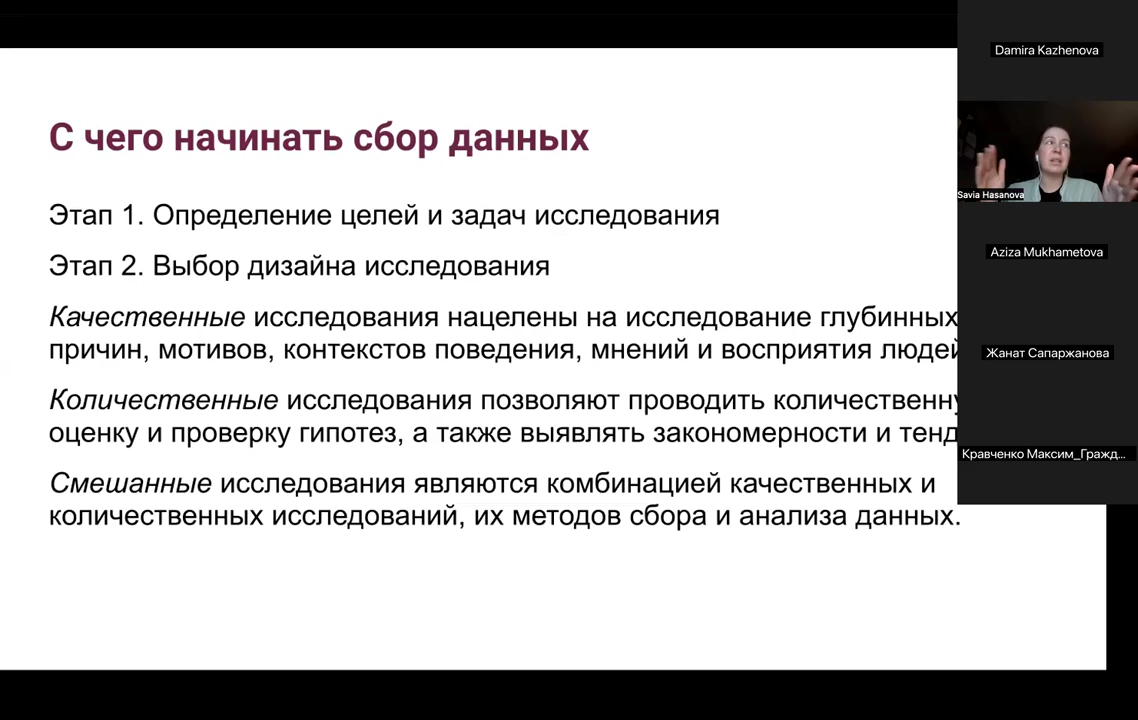 С чего начинать сбор данных
Этап 1. Определение целей и задач исследования
Этап 2. Выбор дизайна исследования
Качественные исследования нацелены на исследование глубинных
причин, мотивов, контекстов поведения, мнений и восприятия людей
Количественные исследования позволяют проводить
оценку и проверку гипотез, а также выявлять закономерности и
Смешанные исследования являются комбинацией качественных и
количественных исследований, их методов сбора и анализа данных.
Damira Kazhenova
Savia Hasanova
Aziza Mukhametova
Жанат Сапаржанова
Кравченко Максим_Гражд...